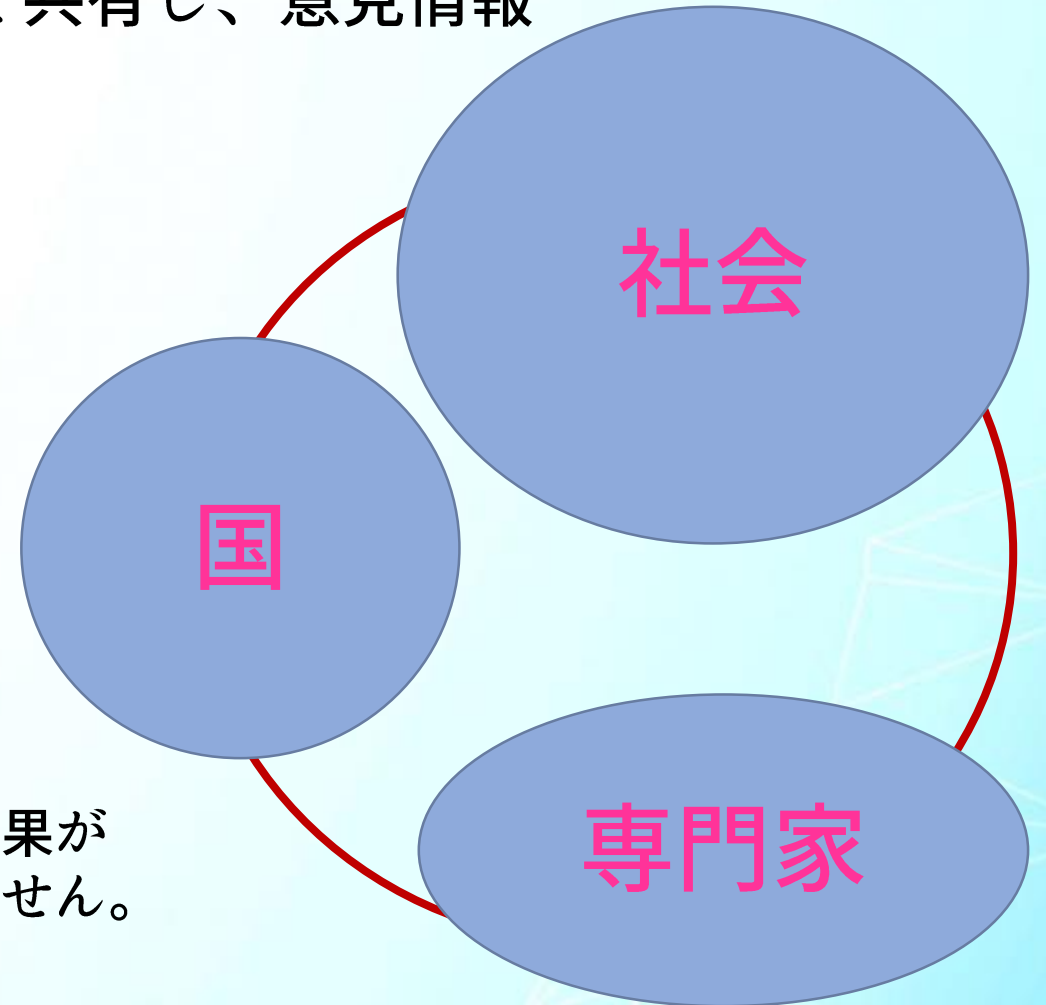 共有し、意見情報
社会
国
専門家
果が
せん。